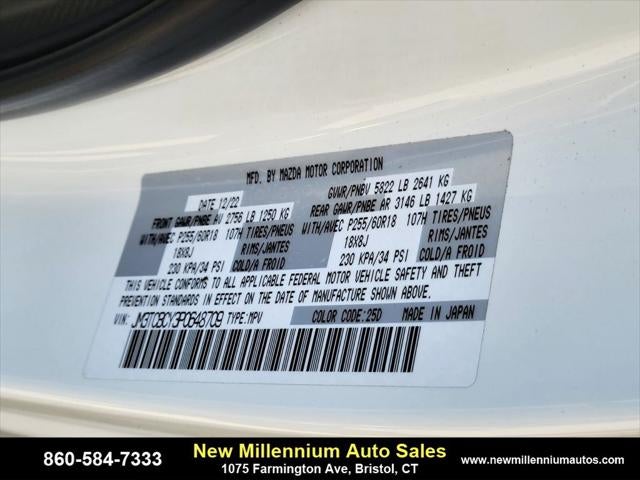 MFD. BY MAZDA MOTOR CORPORATION
DATE 12/22 GVWR/PNBV 5822 LB 2641 KG
FRONT GAWR/PNBE AV 2756 LB 1250 KG REAR GAWR/PNBE AR 3146 LB 1427 KG
WITH/AVEC P255/60R18 107H TIRES/PNEUS WITH/AVEC P255/60R18 107H TIRES/PNEUS
18X8J RIMS/JANTES 18X8J RIMS/JANTES
230 KPA/34 PSI COLD/A FROID 230 KPA/34 PSI COLD/A FROID
THIS VEHICLE CONFORMS TO ALL APPLICABLE FEDERAL MOTOR VEHICLE SAFETY AND THEFT
PREVENTION STANDARDS IN EFFECT ON THE DATE OF MANUFACTURE SHOWN ABOVE.
VIN: JM3TCBCY3P0648709 TYPE:MPV COLOR CODE:25D MADE IN JAPAN
860-584-7333
New Millennium Auto Sales
1075 Farmington Ave, Bristol, CT
www.newmillenniumautos.com